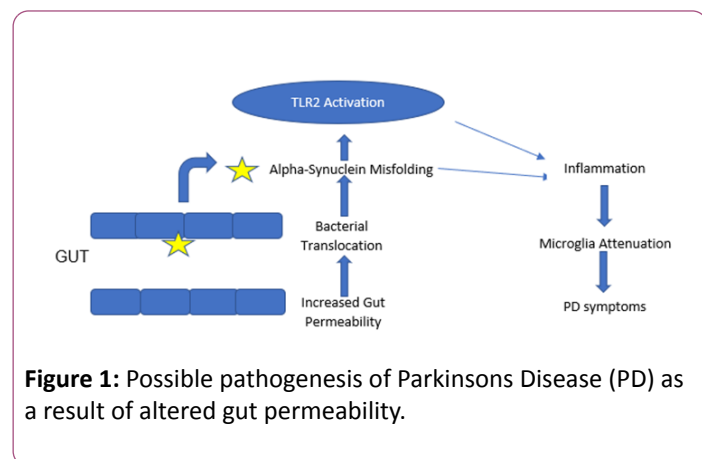 TLR2 Activation
Alpha-Synuclein Misfolding
Inflammation
Bacterial
Translocation
Microglia Attenuation
GUT
Increased Gut
Permeability
PD symptoms
Figure 1: Possible pathogenesis of Parkinsons Disease (PD) as
a result of altered gut permeability.